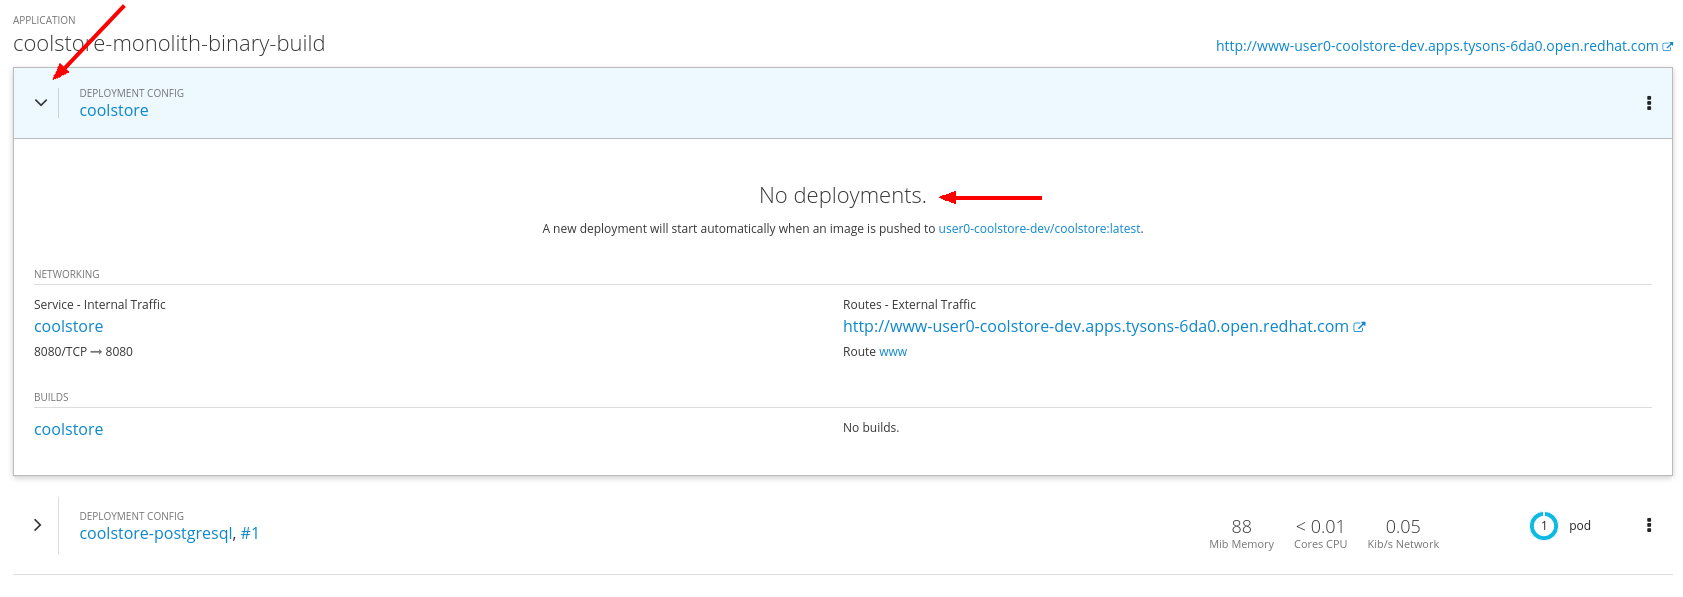 APPLICATION
coolstore-monolith-binary-build
http://www-user0-coolstore-dev.apps.tysons-6da0.open.redhat.com
DEPLOYMENT CONFIG
coolstore
No deployments.
A new deployment will start automatically when an image is pushed to user0-coolstore-dev/coolstore:latest.
NETWORKING
Service - Internal Traffic
coolstore
8080/TCP → 8080
Routes - External Traffic
http://www-user0-coolstore-dev.apps.tysons-6da0.open.redhat.com
Route www
BUILDS
coolstore
No builds.
DEPLOYMENT CONFIG
coolstore-postgresql, #1
88
Mib Memory
< 0.01
Cores CPU
0.05
Kib/s Network
1 pod